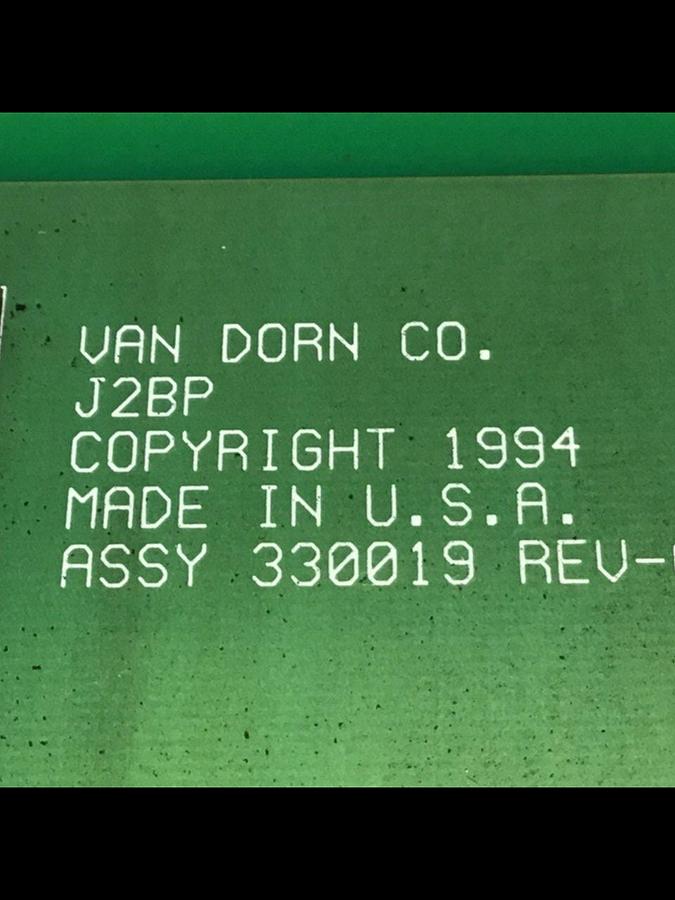 VAN DORN CO.
J2BP
COPYRIGHT 1994
MADE IN U.S.A.
ASSY 330019 REV-